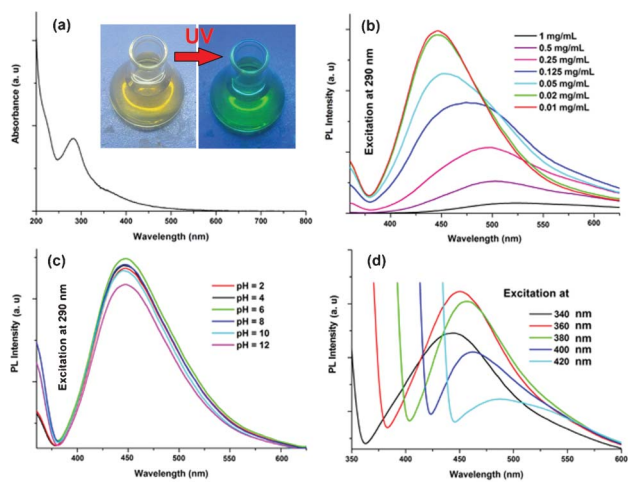 (a)
UV
Absorbance (a. u)
200 300 400 500 600 700 800
Wavelength (nm)
(b)
1 mg/mL
0.5 mg/mL
0.25 mg/mL
0.125 mg/mL
0.05 mg/mL
0.02 mg/mL
0.01 mg/mL
PL Intensity (a. u)
Excitation at 290 nm
400 450 500 550 600
Wavelength (nm)
(c)
pH = 2
pH = 4
pH = 6
pH = 8
pH = 10
pH = 12
PL Intensity (a. u)
Excitation at 290 nm
400 450 500 550 600
Wavelength (nm)
(d)
Excitation at
340 nm
360 nm
380 nm
400 nm
420 nm
PL Intensity (a. u)
350 400 450 500 550 600
Wavelength (nm)